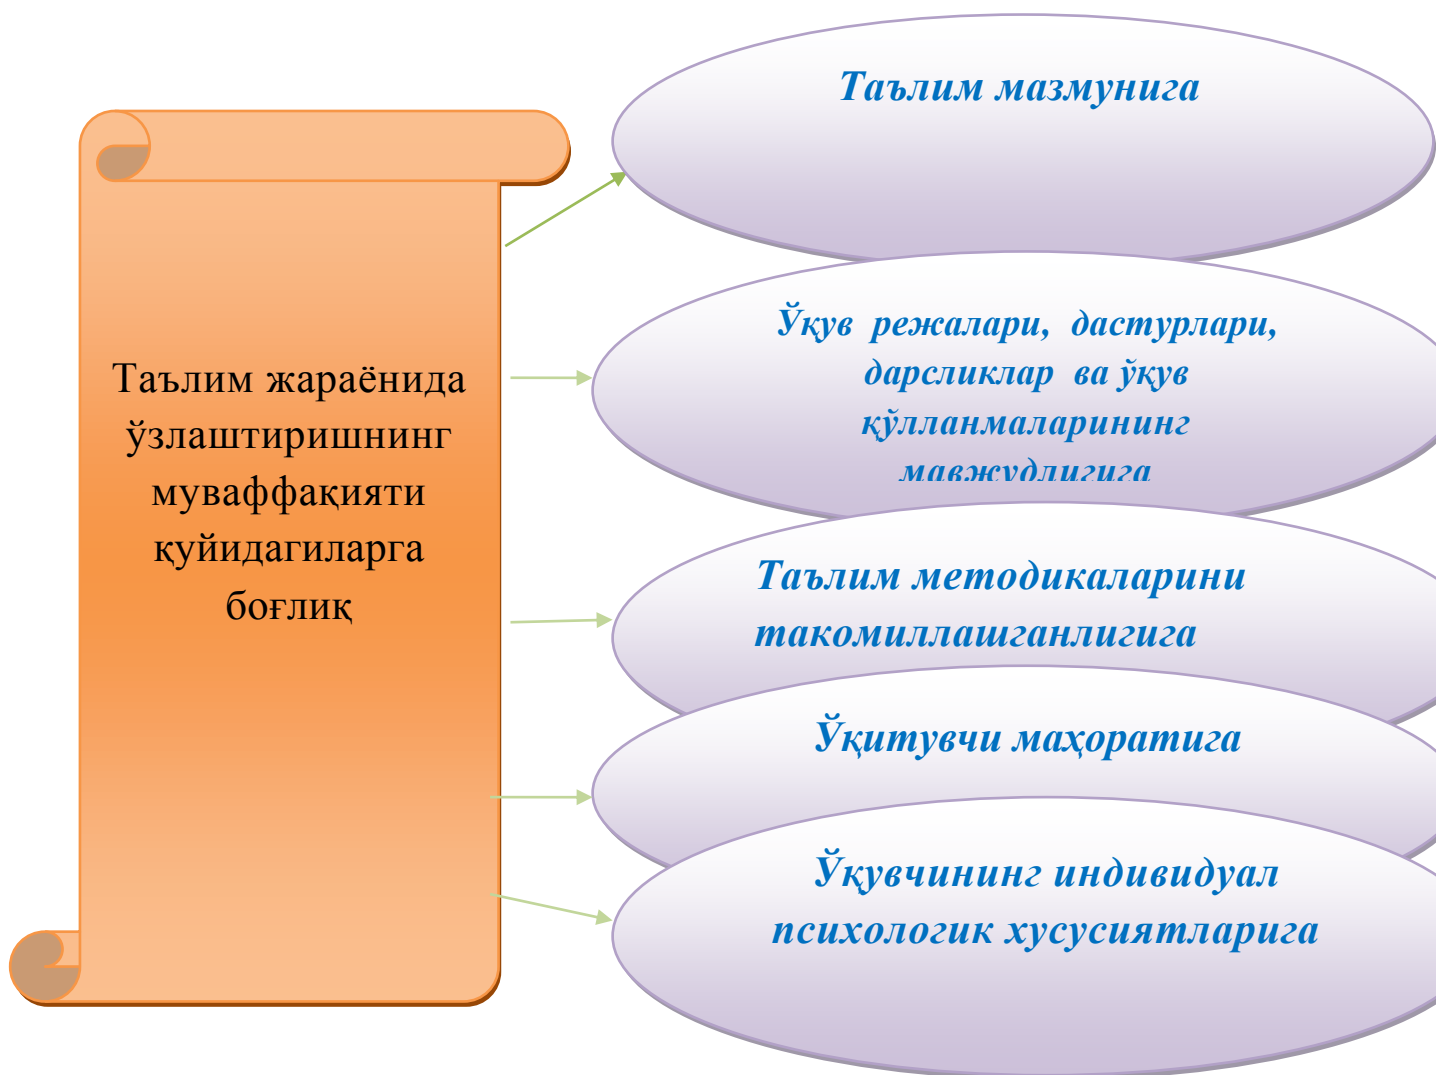 Таълим жараёнида
ўзлаштиришнинг
муваффақияти
қуйидагиларга
боғлиқ
Таълим мазмунига
Ўқув режалари, дастурлари,
дарсликлар ва ўқув
қўлланмаларининг
мавжудлигига
Таълим методикаларини
такомиллашганлигига
Ўқитувчи маҳоратига
Ўқувчининг индивидуал
психологик хусусиятларига